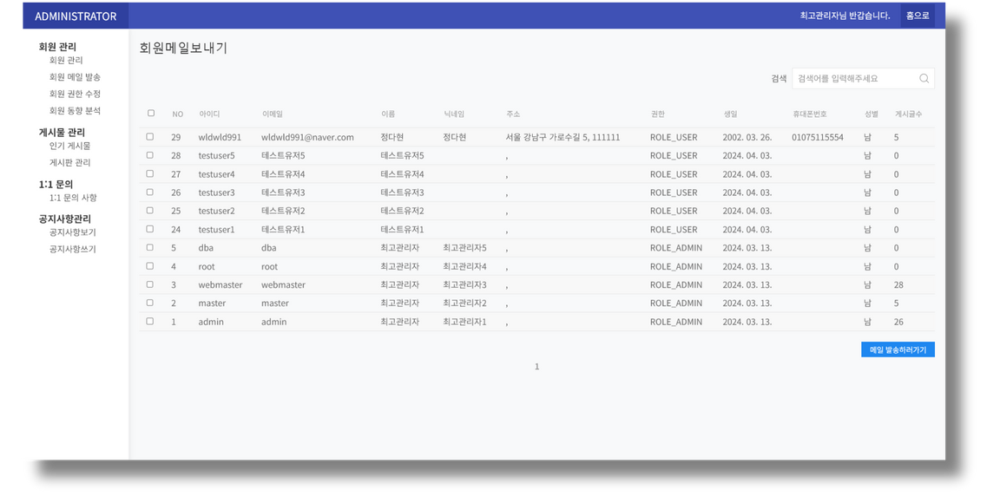 ADMINISTRATOR 최고관리자님 반갑습니다. 홈으로
회원 관리
회원 관리
회원 메일 발송
회원 권한 수정
회원 동향 분석
게시물 관리
인기 게시물
게시판 관리
1:1 문의
1:1 문의 사항
공지사항관리
공지사항보기
공지사항쓰기
회원메일보내기
검색 검색어를 입력해주세요
NO 아이디 이메일 이름 닉네임 주소 권한 생일 휴대폰번호 성별 게시글수
29 wldwld991 wldwld991@naver.com 정다현 정다현 서울 강남구 가로수길 5, 111111 ROLE_USER 2002. 03. 26. 01075115554 남 5
28 testuser5 테스트유저5 테스트유저5 , ROLE_USER 2024. 04. 03. 남 0
27 testuser4 테스트유저4 테스트유저4 , ROLE_USER 2024. 04. 03. 남 0
26 testuser3 테스트유저3 테스트유저3 , ROLE_USER 2024. 04. 03. 남 0
25 testuser2 테스트유저2 테스트유저2 , ROLE_USER 2024. 04. 03. 남 0
24 testuser1 테스트유저1 테스트유저1 , ROLE_USER 2024. 04. 03. 남 0
5 dba dba 최고관리자 최고관리자5 , ROLE_ADMIN 2024. 03. 13. 남 0
4 root root 최고관리자 최고관리자4 , ROLE_ADMIN 2024. 03. 13. 남 0
3 webmaster webmaster 최고관리자 최고관리자3 , ROLE_ADMIN 2024. 03. 13. 남 28
2 master master 최고관리자 최고관리자2 , ROLE_ADMIN 2024. 03. 13. 남 5
1 admin admin 최고관리자 최고관리자1 , ROLE_ADMIN 2024. 03. 13. 남 26
메일 발송하러가기
1